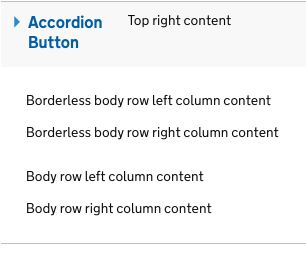 Accordion Top right content
Button
Borderless body row left column content
Borderless body row right column content
Body row left column content
Body row right column content